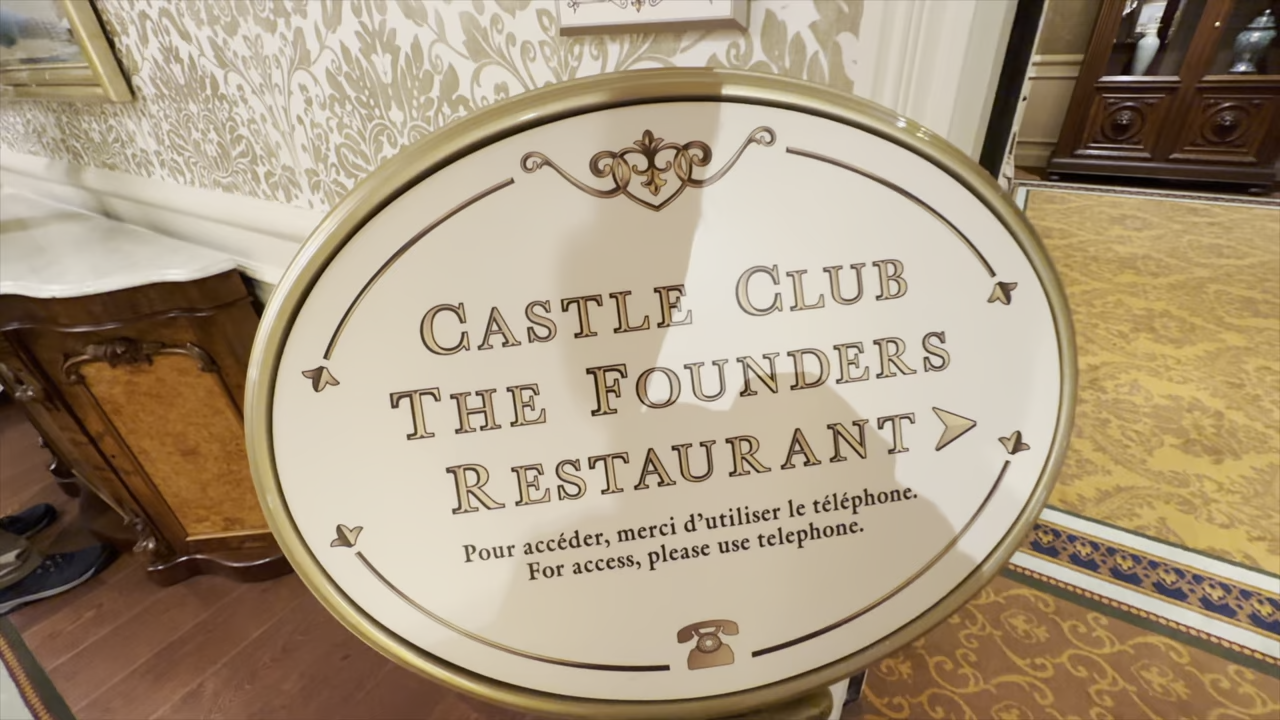 CASTLE CLUB
THE FOUNDERS
RESTAURANT
Pour accéder, merci d'utiliser le téléphone.
For access, please use telephone.